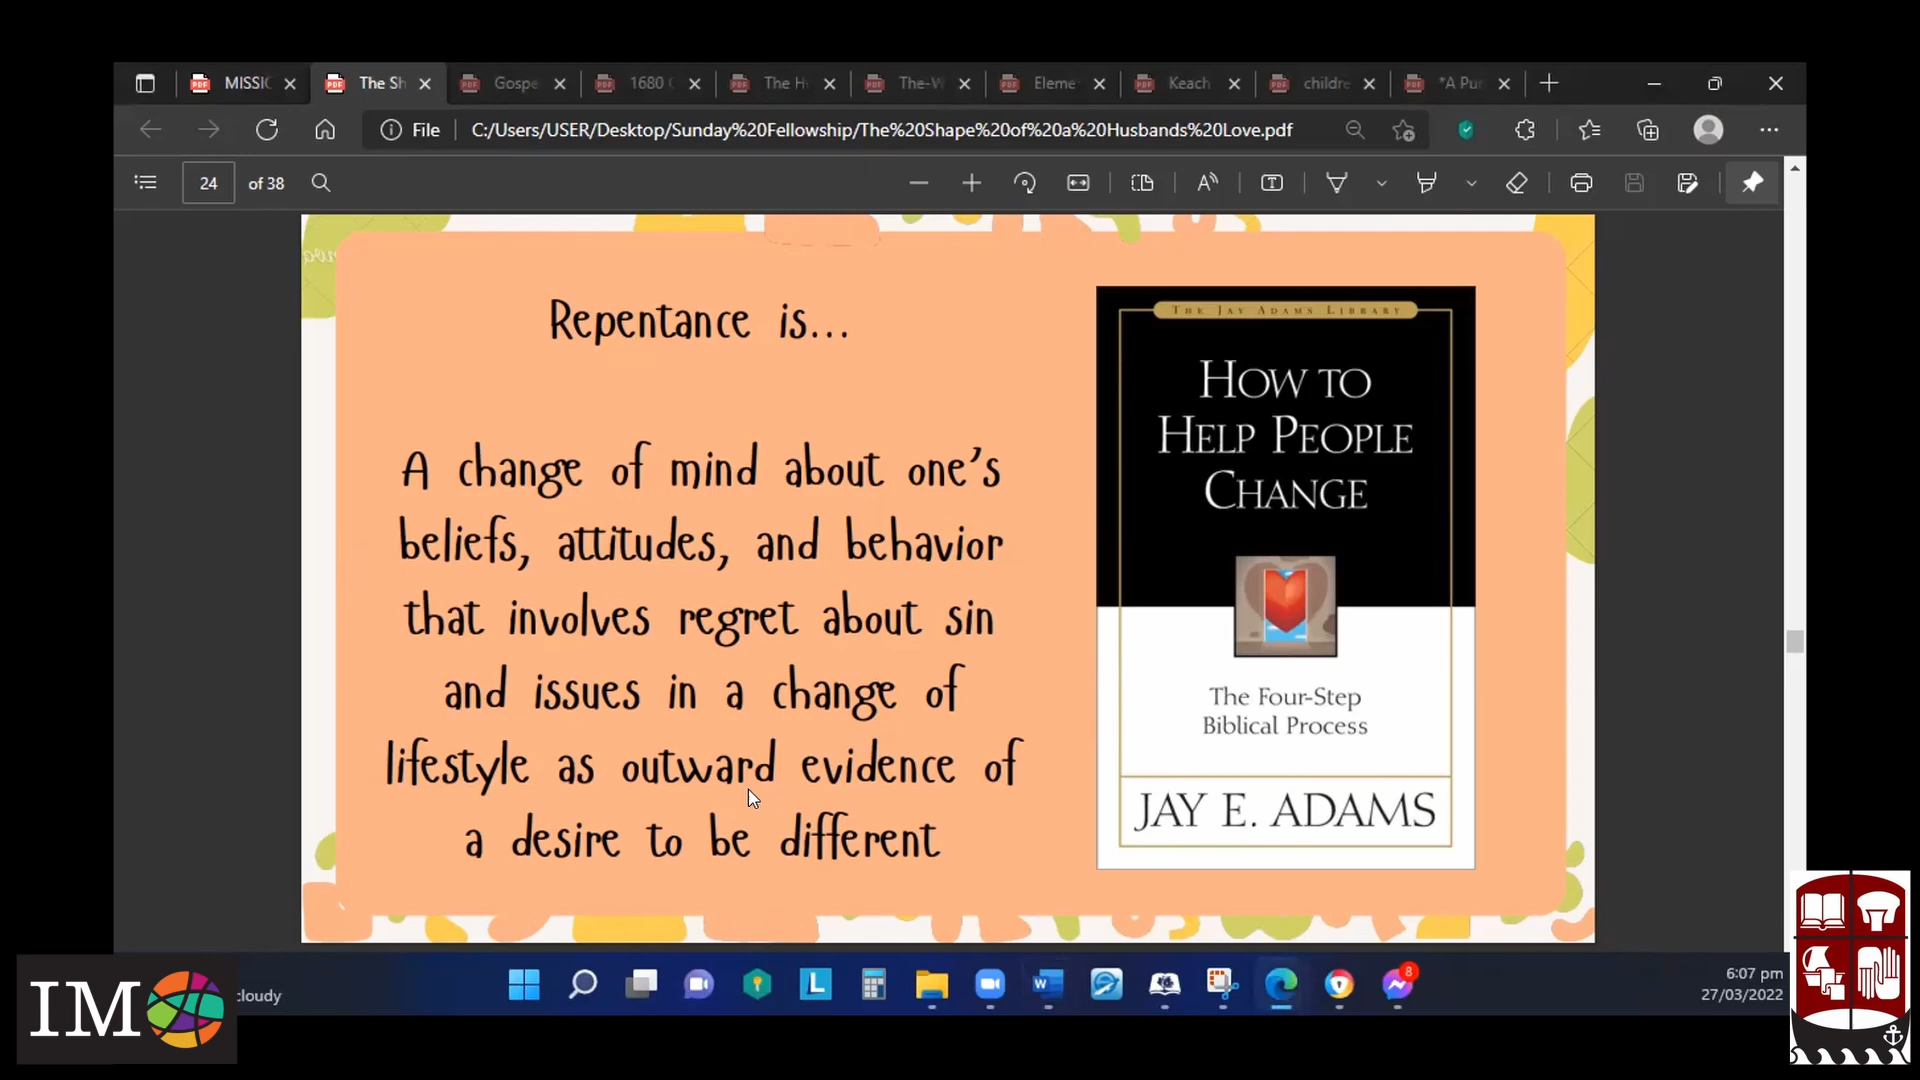 MISSIC
The Sh
Gospe
1680 C
The H
The-W
Eleme
Keach
childre
*A Pur
File
C:/Users/USER/Desktop/Sunday%20Fellowship/The%20Shape%20of%20a%20Husbands%20Love.pdf
24 of 38
Repentance is...
A change of mind about one's
beliefs, attitudes, and behavior
that involves regret about sin
and issues in a change of
lifestyle as outward evidence of
a desire to be different
THE JAY ADAMS LIBRARY
HOW TO
HELP PEOPLE
CHANGE
The Four-Step
Biblical Process
JAY E. ADAMS
IM
cloudy
L
W
8
6:07 pm
27/03/2022